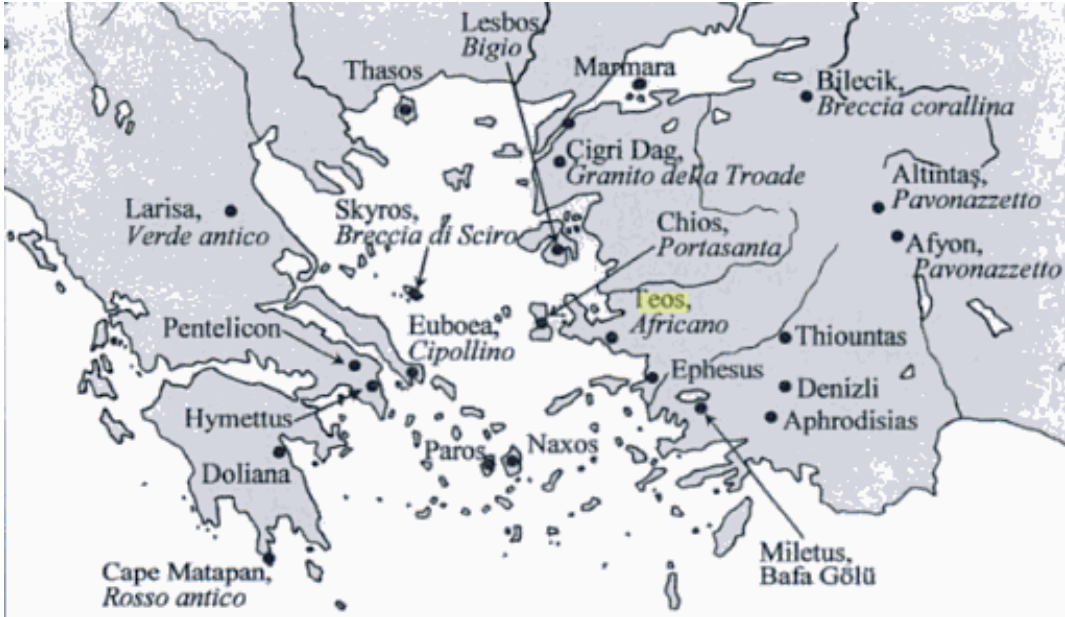 Lesbos,
Bigio
Thasos
Marmara
Bilecik,
Breccia corallina
Çigri Dag,
Granito della Troade
Altintaş,
Pavonazzetto
Larisa,
Verde antico
Skyros,
Breccia di Sciro
Chios,
Portasanta
Afyon,
Pavonazzetto
Teos,
Africano
Pentelicon
Euboea,
Cipollino
Thiountas
Ephesus
Denizli
Hymettus
Aphrodisias
Paros
Naxos
Doliana
Miletus,
Bafa Gölü
Cape Matapan,
Rosso antico